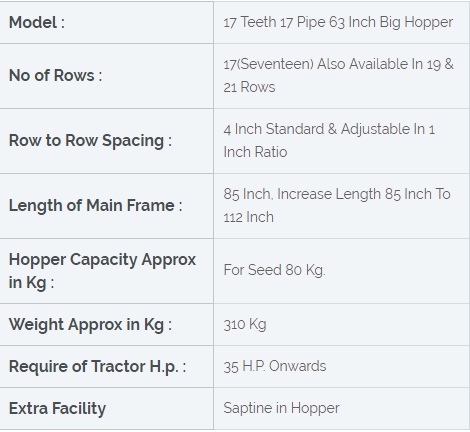 Model :
17 Teeth 17 Pipe 63 Inch Big Hopper
No of Rows :
17(Seventeen) Also Available In 19 &
21 Rows
Row to Row Spacing :
4 Inch Standard & Adjustable In 1
Inch Ratio
Length of Main Frame :
85 Inch, Increase Length 85 Inch To
112 Inch
Hopper Capacity Approx
in Kg :
For Seed 80 Kg.
Weight Approx in Kg :
310 Kg
Require of Tractor H.p. :
35 H.P. Onwards
Extra Facility
Saptine in Hopper